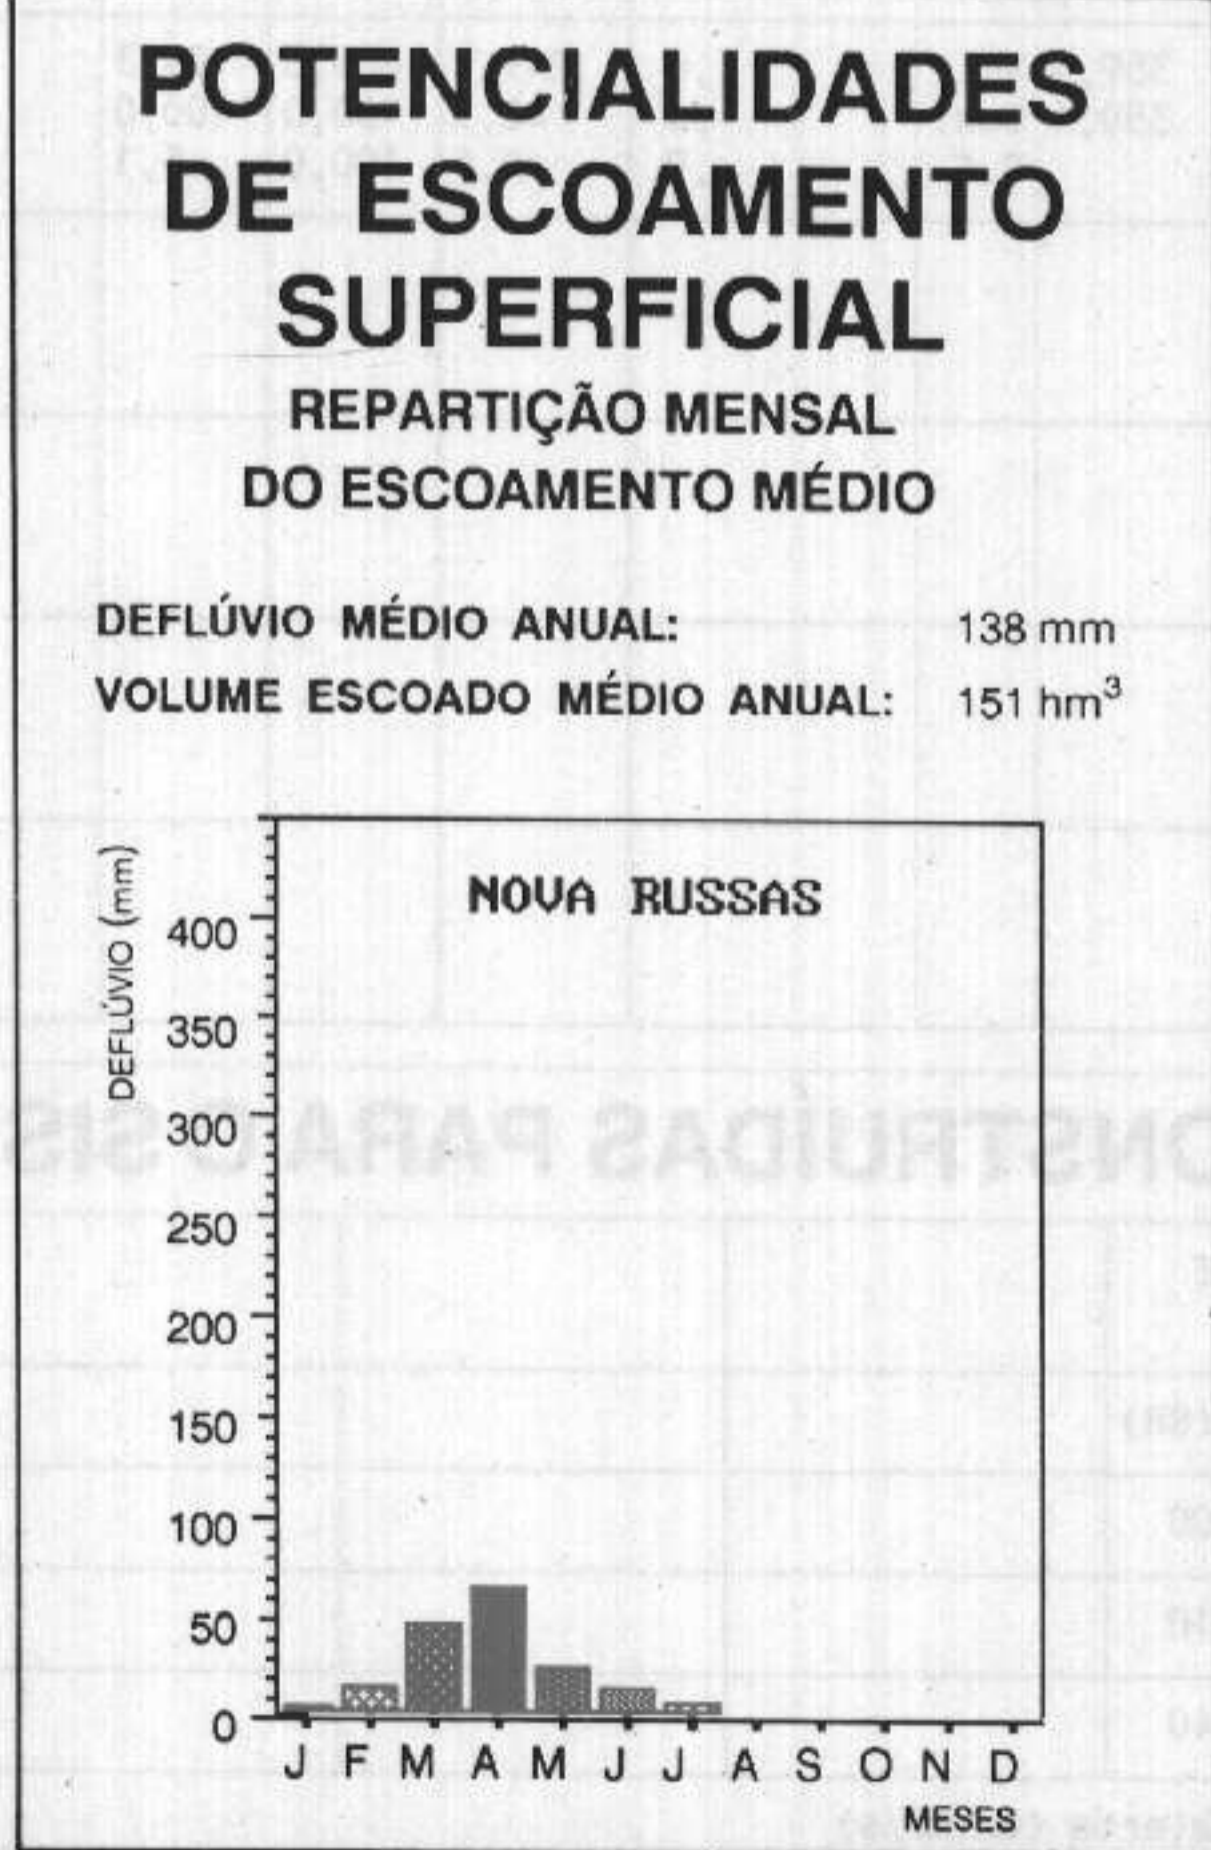 POTENCIALIDADES
DE ESCOAMENTO
SUPERFICIAL
REPARTIÇÃO MENSAL
DO ESCOAMENTO MÉDIO
DEFLÚVIO MÉDIO ANUAL: 138 mm
VOLUME ESCOADO MÉDIO ANUAL: 151 hm³
NOVA RUSSAS
DEFLÚVIO (mm)
400
350
300
250
200
150
100
50
0
J F M A M J J A S O N D
MESES